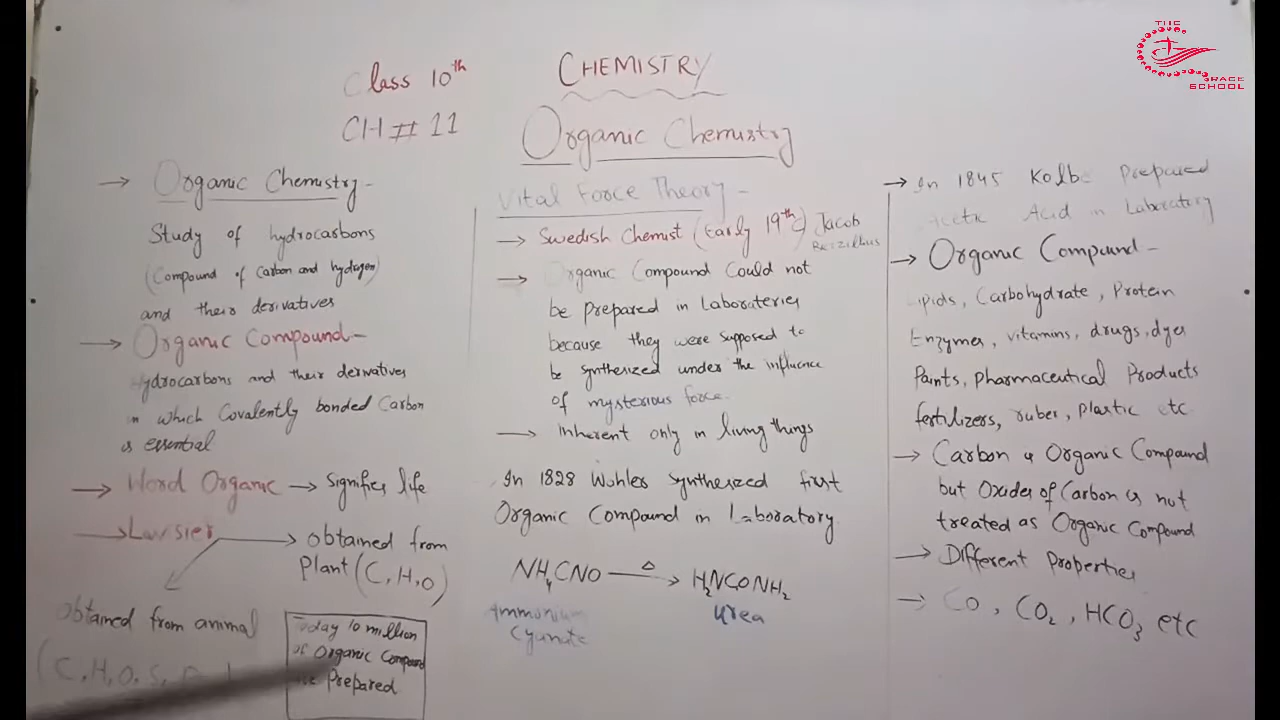 THE
GRACE
SCHOOL
Class 10th
CH # 11
CHEMISTRY
Organic Chemistry
→ Organic Chemistry-
Study of hydrocarbons
(Compound of Carbon and hydogen)
and their derivatives
→ Organic Compound-
Hydrocarbons and their derivatives
in which Covalently bonded Carbon
is essential
→ Word Organic → Signifies life
→ Lavsier → obtained from
Plant (C, H, O)
Obtained from animal
(C, H, O, S,
Today 10 million
of Organic Compound
Prepared
Vital Force Theory-
→ Swedish Chemist (Early 19th C) Jacob
→ Organic Compound Could not
be prepared in Laborateries
because they were supposed to
be synthesized under the influence
of mysterious force.
→ Inherent only in living things
In 1828 Wohler synthesized first
Organic Compound in Laboratory
NH4CNO —Δ→ H2NCONH2
Ammonium
Cyanate
Urea
→ In 1845 Kolbe Prepared
Acetic Acid in Laboratory
→ Organic Compound-
Lipids, Carbohydrate, Protein
Enzymes, vitamins, drugs, dyes
Paints, Pharmaceutical Products
fertilizers, ruber, Plastic etc
→ Carbon is Organic Compound
but Oxides of Carbon is not
treated as Organic Compound
→ Different Properties
→ CO, CO2, HCO3 etc